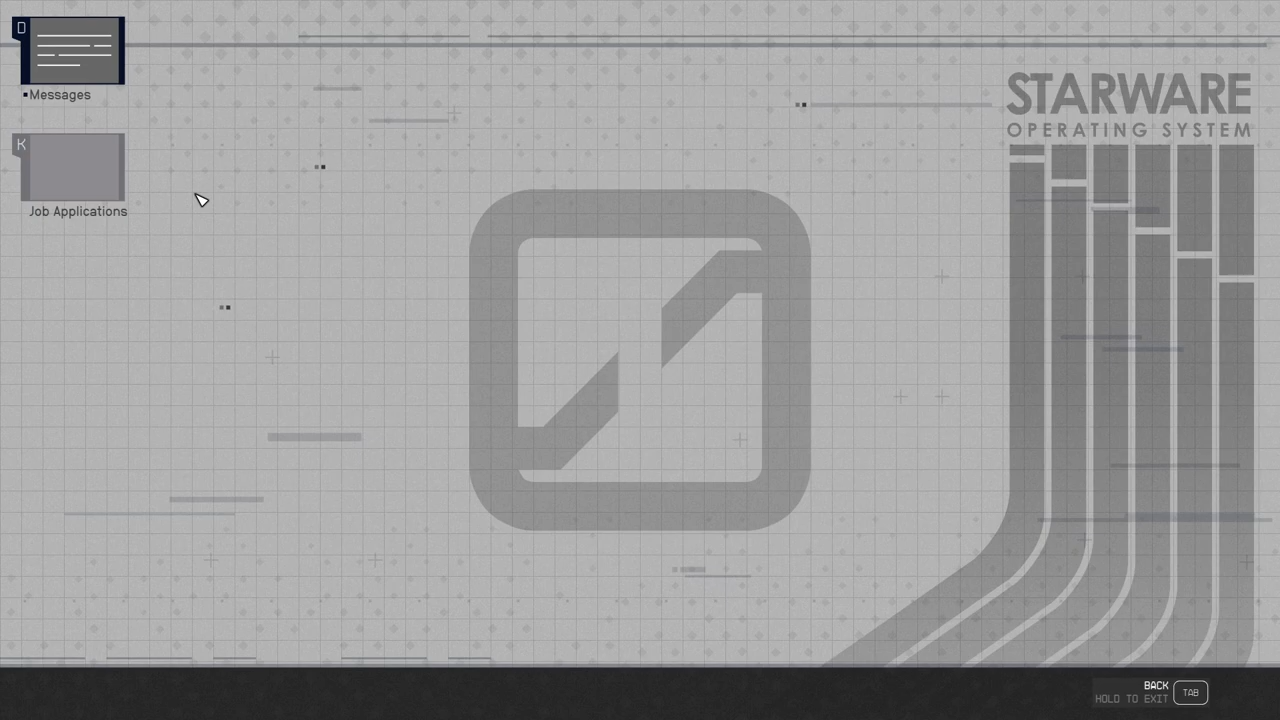 D
Messages
K
Job Applications
STARWARE
OPERATING SYSTEM
BACK
HOLD TO EXIT
TAB